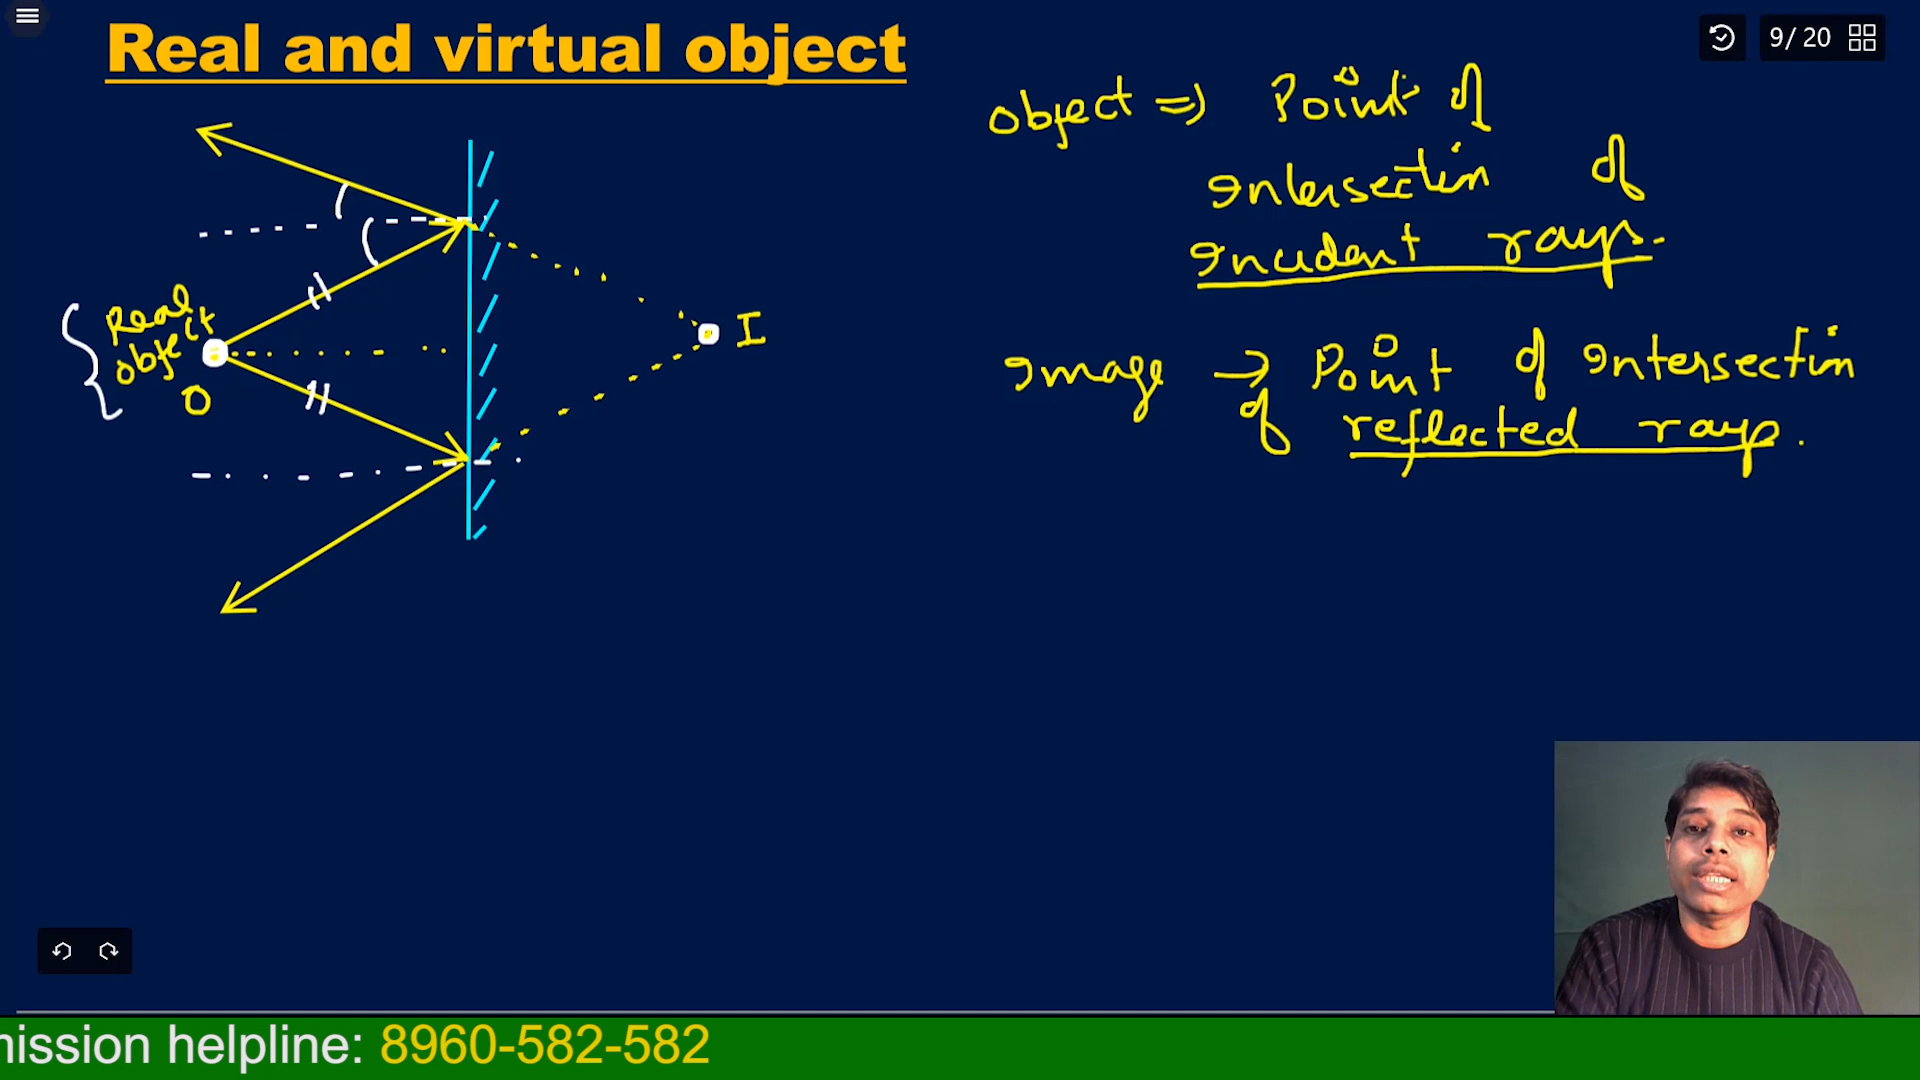 Real and virtual object
9/ 20
object ⇒ Point of
Intersection of
Incident rays.
Image → Point of Intersection
of reflected rays.
Real
object
O
I
mission helpline: 8960-582-582